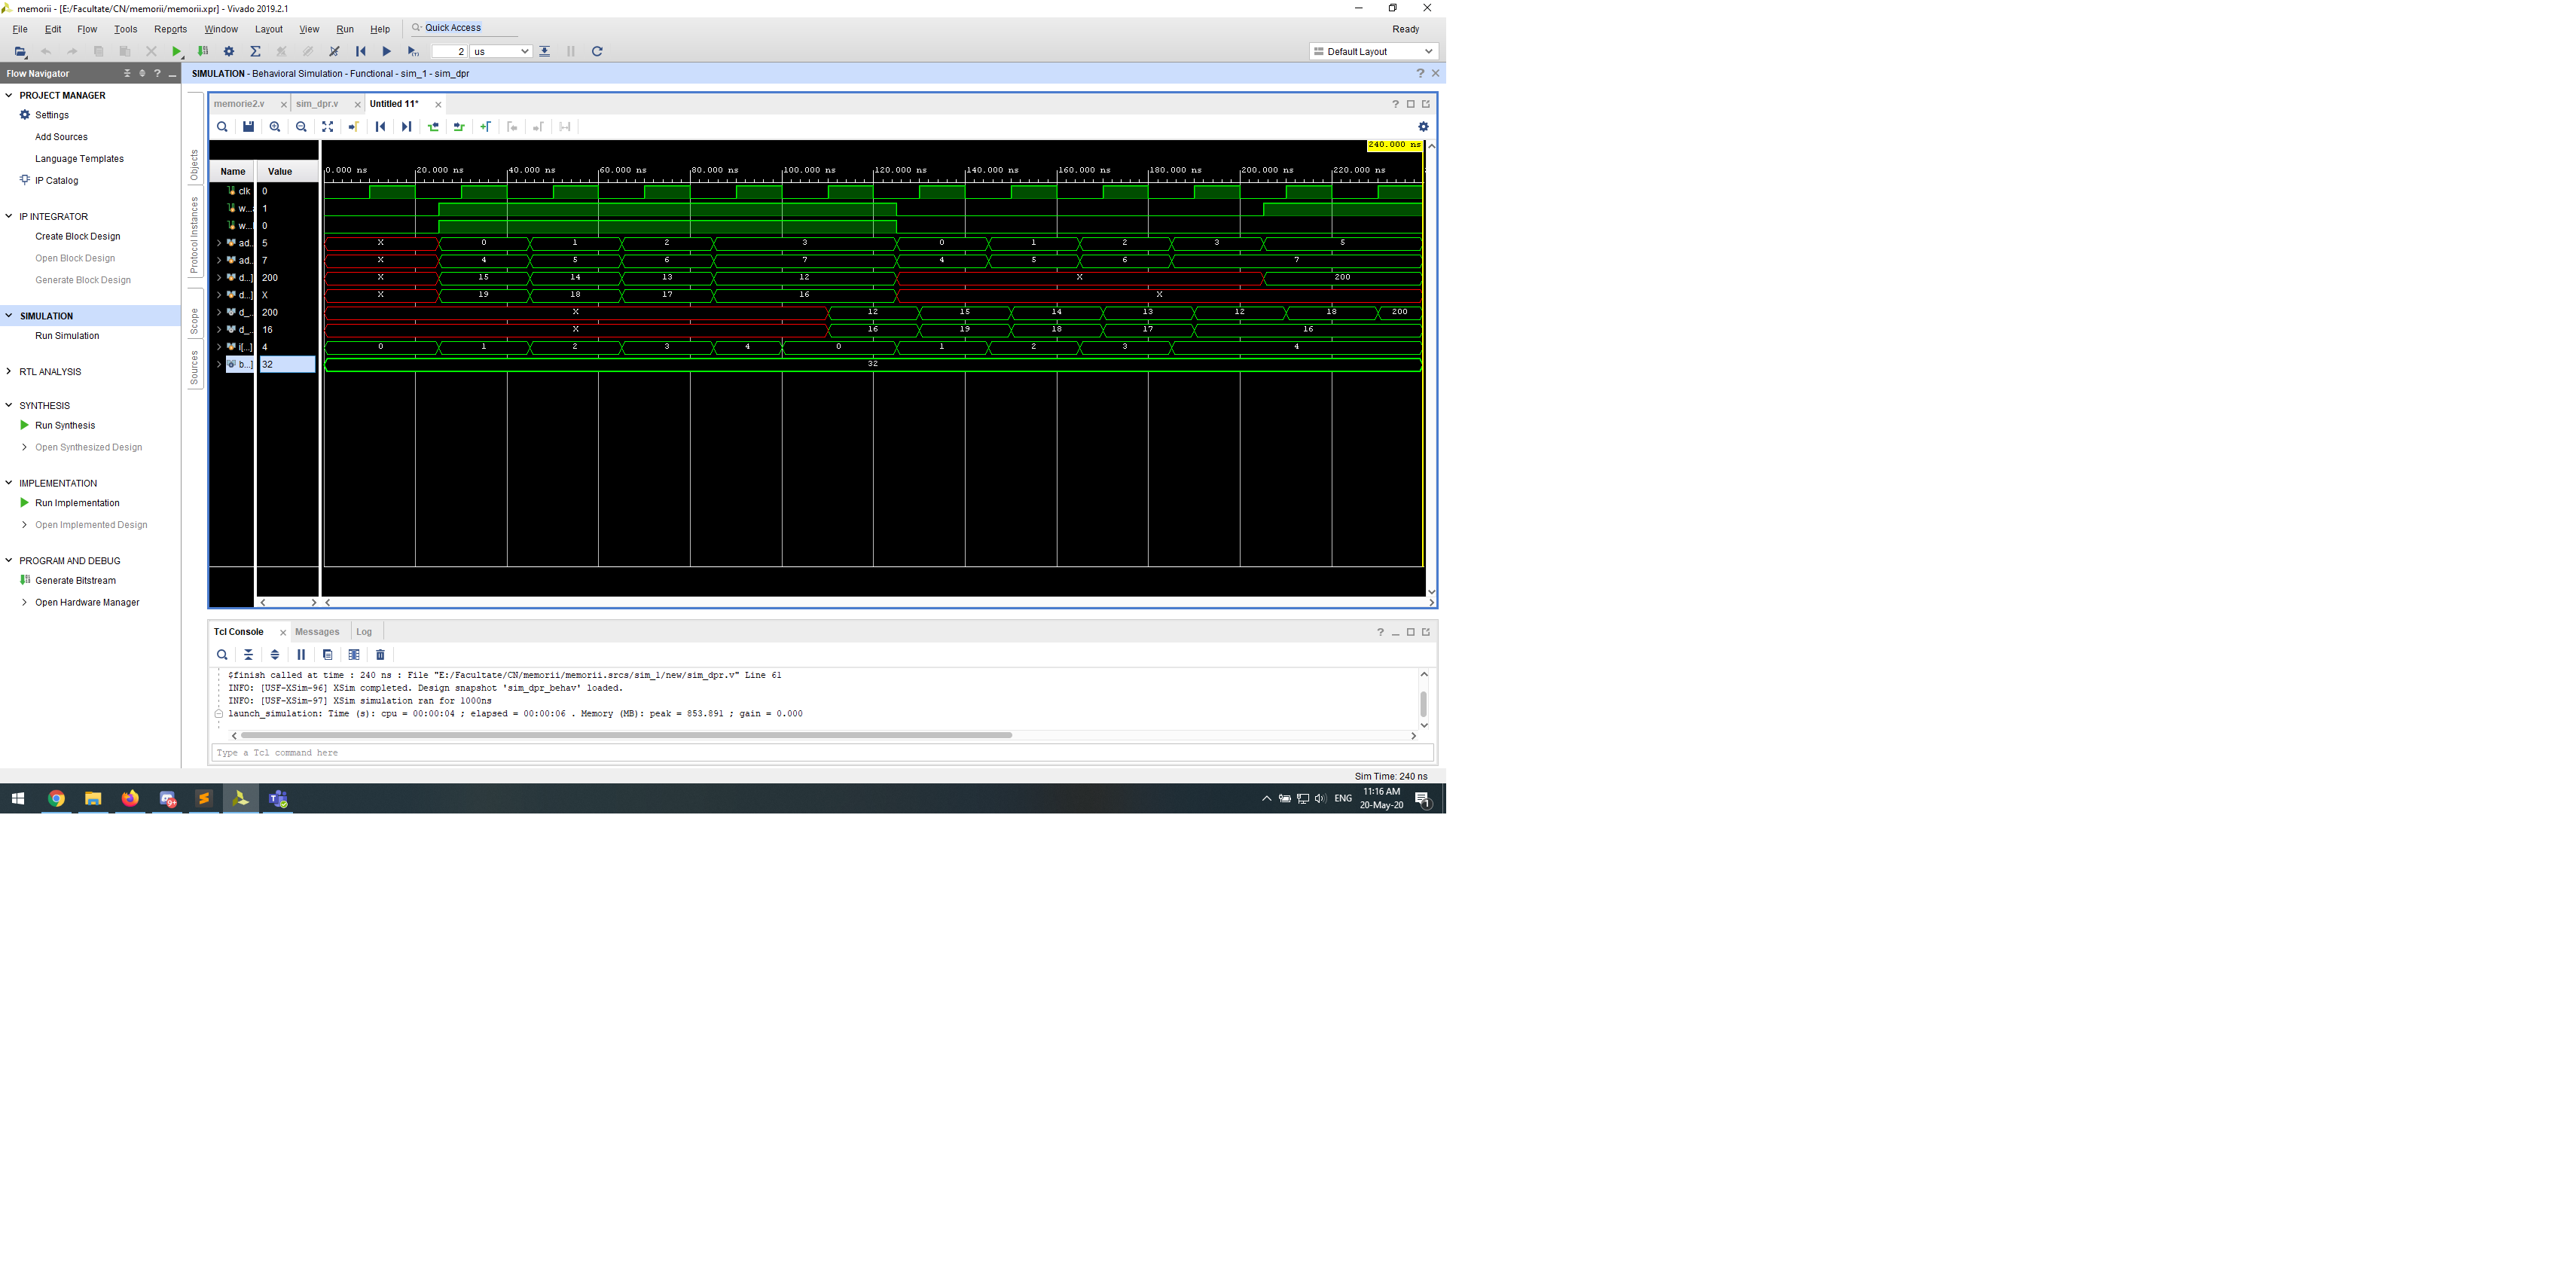 memorii - [E:/Facultate/CN/memorii/memorii.xpr] - Vivado 2019.2.1
File Edit Flow Tools Reports Window Layout View Run Help Quick Access Ready
2 us Default Layout
Flow Navigator
SIMULATION - Behavioral Simulation - Functional - sim_1 - sim_dpr
PROJECT MANAGER
Settings
Add Sources
Language Templates
IP Catalog
IP INTEGRATOR
Create Block Design
Open Block Design
Generate Block Design
SIMULATION
Run Simulation
RTL ANALYSIS
SYNTHESIS
Run Synthesis
Open Synthesized Design
IMPLEMENTATION
Run Implementation
Open Implemented Design
PROGRAM AND DEBUG
Generate Bitstream
Open Hardware Manager
Objects
Protocol Instances
Scope
Sources
memorie2.v sim_dpr.v Untitled 11*
240.000 ns
Name Value 0.000 ns 20.000 ns 40.000 ns 60.000 ns 80.000 ns 100.000 ns 120.000 ns 140.000 ns 160.000 ns 180.000 ns 200.000 ns 220.000 ns
clk 0
w... 1
w... 0
ad.. 5 X 0 1 2 3 0 1 2 3 5
ad.. 7 X 4 5 6 7 4 5 6 7
d...] 200 X 15 14 13 12 X 200
d...] X X 19 18 17 16 X
d_.. 200 X 12 15 14 13 12 18 200
d_.. 16 X 16 19 18 17 16
i[...] 4 0 1 2 3 4 0 1 2 3 4
b...] 32 32
Tcl Console Messages Log
$finish called at time : 240 ns : File "E:/Facultate/CN/memorii/memorii.srcs/sim_1/new/sim_dpr.v" Line 61
INFO: [USF-XSim-96] XSim completed. Design snapshot 'sim_dpr_behav' loaded.
INFO: [USF-XSim-97] XSim simulation ran for 1000ns
launch_simulation: Time (s): cpu = 00:00:04 ; elapsed = 00:00:06 . Memory (MB): peak = 853.891 ; gain = 0.000
Type a Tcl command here
Sim Time: 240 ns
ENG 11:16 AM
20-May-20